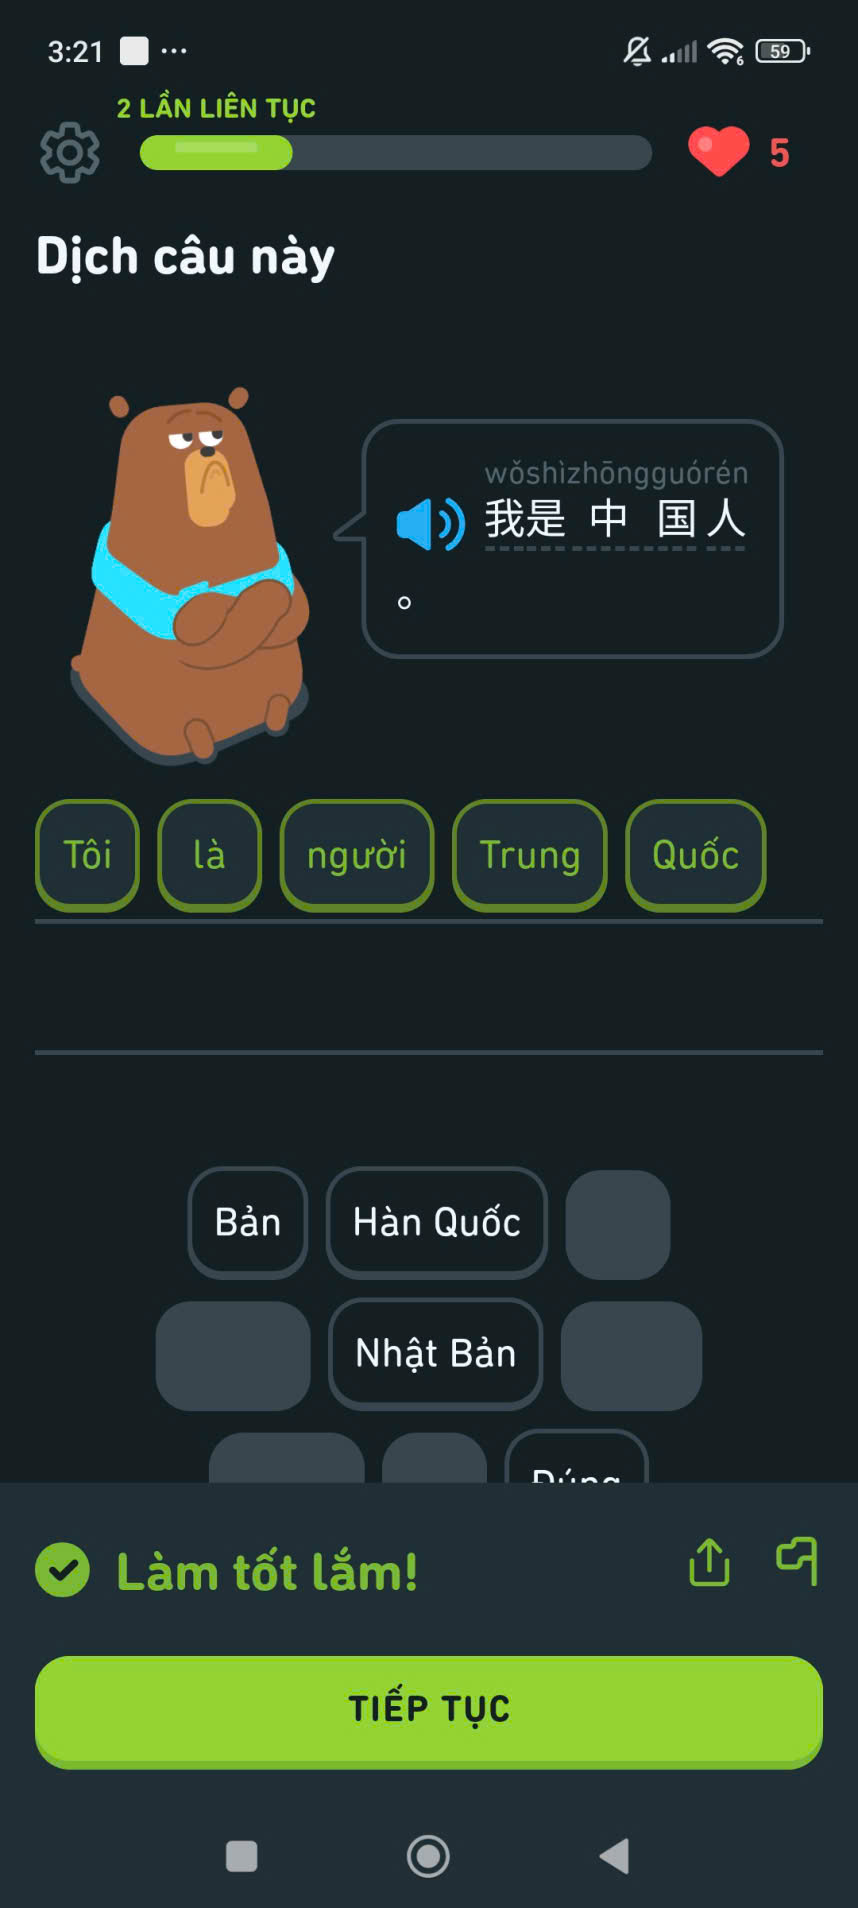 3:21
59
2 LẦN LIÊN TỤC
5
Dịch câu này
wǒshìzhōngguórén
我是 中 国 人
。
Tôi là người Trung Quốc
Bản Hàn Quốc
Nhật Bản
Đúng
Làm tốt lắm!
TIẾP TỤC